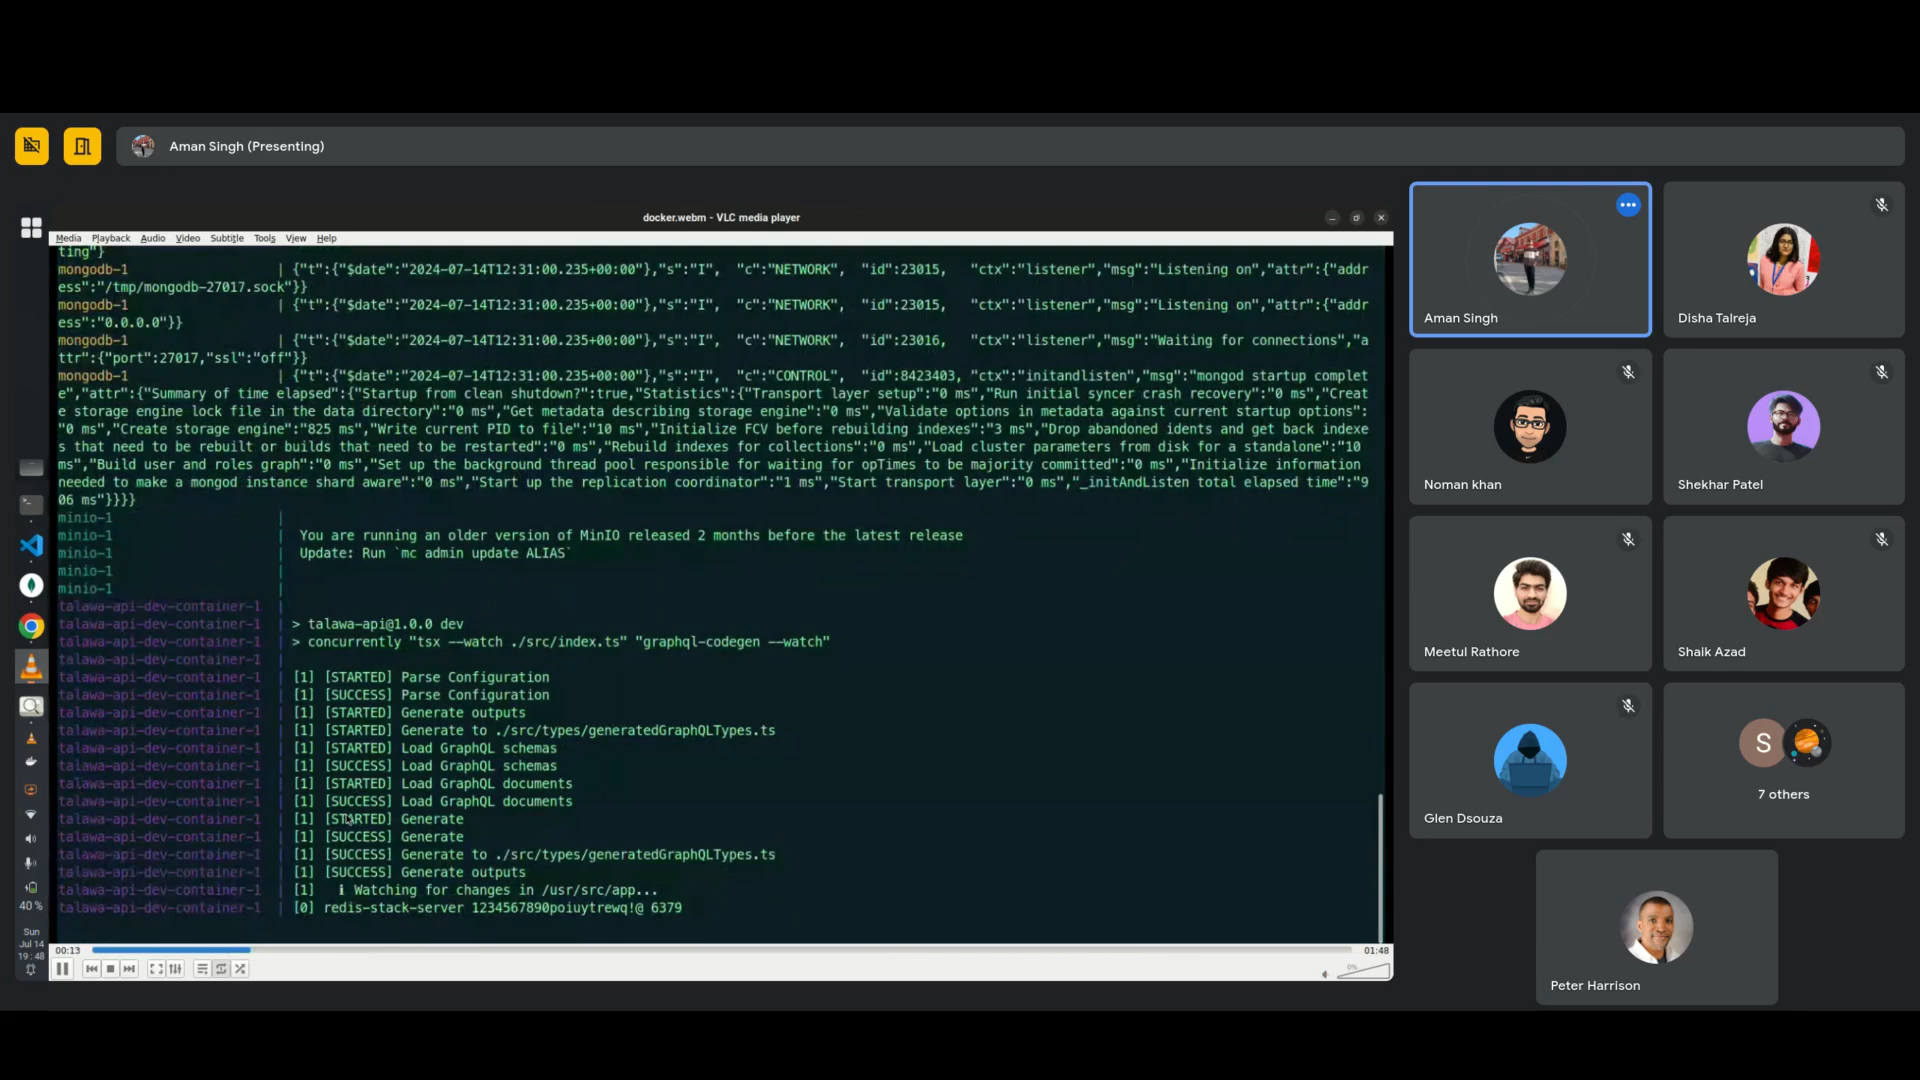 Aman Singh (Presenting)
docker.webm - VLC media player
Media Playback Audio Video Subtitle Tools View Help
ting"}
mongodb-1 | {"t":{"$date":"2024-07-14T12:31:00.235+00:00"},"s":"I", "c":"NETWORK", "id":23015, "ctx":"listener","msg":"Listening on","attr":{"addr
ess":"/tmp/mongodb-27017.sock"}}
mongodb-1 | {"t":{"$date":"2024-07-14T12:31:00.235+00:00"},"s":"I", "c":"NETWORK", "id":23015, "ctx":"listener","msg":"Listening on","attr":{"addr
ess":"0.0.0.0"}}
mongodb-1 | {"t":{"$date":"2024-07-14T12:31:00.235+00:00"},"s":"I", "c":"NETWORK", "id":23016, "ctx":"listener","msg":"Waiting for connections","a
ttr":{"port":27017,"ssl":"off"}}
mongodb-1 | {"t":{"$date":"2024-07-14T12:31:00.235+00:00"},"s":"I", "c":"CONTROL", "id":8423403, "ctx":"initandlisten","msg":"mongod startup complet
e","attr":{"Summary of time elapsed":{"Startup from clean shutdown?":true,"Statistics":{"Transport layer setup":"0 ms","Run initial syncer crash recovery":"0 ms","Creat
e storage engine lock file in the data directory":"0 ms","Get metadata describing storage engine":"0 ms","Validate options in metadata against current startup options":
"0 ms","Create storage engine":"825 ms","Write current PID to file":"10 ms","Initialize FCV before rebuilding indexes":"3 ms","Drop abandoned idents and get back indexe
s that need to be rebuilt or builds that need to be restarted":"0 ms","Rebuild indexes for collections":"0 ms","Load cluster parameters from disk for a standalone":"10
ms","Build user and roles graph":"0 ms","Set up the background thread pool responsible for waiting for opTimes to be majority committed":"0 ms","Initialize information
needed to make a mongod instance shard aware":"0 ms","Start up the replication coordinator":"1 ms","Start transport layer":"0 ms","_initAndListen total elapsed time":"9
06 ms"}}}}
minio-1 |
minio-1 | You are running an older version of MinIO released 2 months before the latest release
minio-1 | Update: Run `mc admin update ALIAS`
minio-1 |
minio-1 |
talawa-api-dev-container-1 |
talawa-api-dev-container-1 | > talawa-api@1.0.0 dev
talawa-api-dev-container-1 | > concurrently "tsx --watch ./src/index.ts" "graphql-codegen --watch"
talawa-api-dev-container-1 |
talawa-api-dev-container-1 | [1] [STARTED] Parse Configuration
talawa-api-dev-container-1 | [1] [SUCCESS] Parse Configuration
talawa-api-dev-container-1 | [1] [STARTED] Generate outputs
talawa-api-dev-container-1 | [1] [STARTED] Generate to ./src/types/generatedGraphQLTypes.ts
talawa-api-dev-container-1 | [1] [STARTED] Load GraphQL schemas
talawa-api-dev-container-1 | [1] [SUCCESS] Load GraphQL schemas
talawa-api-dev-container-1 | [1] [STARTED] Load GraphQL documents
talawa-api-dev-container-1 | [1] [SUCCESS] Load GraphQL documents
talawa-api-dev-container-1 | [1] [STARTED] Generate
talawa-api-dev-container-1 | [1] [SUCCESS] Generate
talawa-api-dev-container-1 | [1] [SUCCESS] Generate to ./src/types/generatedGraphQLTypes.ts
talawa-api-dev-container-1 | [1] [SUCCESS] Generate outputs
talawa-api-dev-container-1 | [1] ℹ Watching for changes in /usr/src/app...
talawa-api-dev-container-1 | [0] redis-stack-server 1234567890poiuytrewq!@ 6379
00:13
01:48
0%
40 %
Sun
Jul 14
19:48
Aman Singh
Disha Talreja
Noman khan
Shekhar Patel
Meetul Rathore
Shaik Azad
Glen Dsouza
S
7 others
Peter Harrison